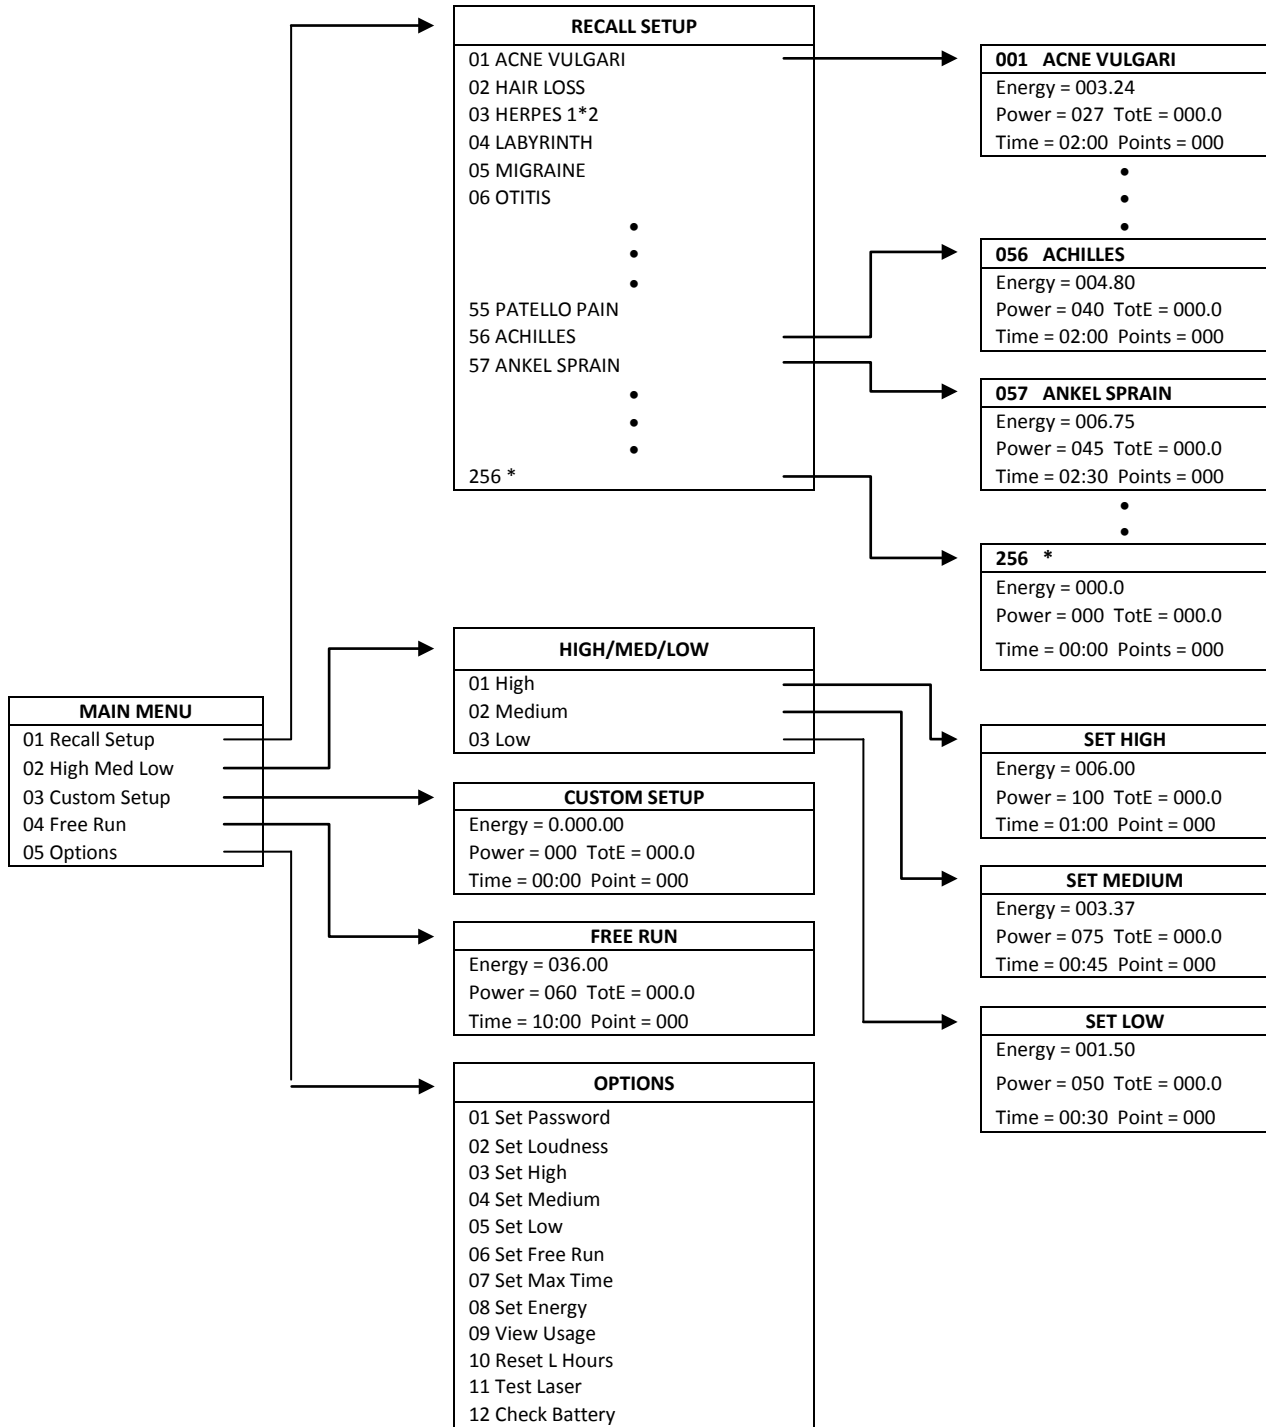 RECALL SETUP
01 ACNE VULGARI
02 HAIR LOSS
03 HERPES 1*2
04 LABYRINTH
05 MIGRAINE
06 OTITIS
55 PATELLO PAIN
56 ACHILLES
57 ANKEL SPRAIN
256 *
001 ACNE VULGARI
Energy = 003.24
Power = 027 TotE = 000.0
Time = 02:00 Points = 000
056 ACHILLES
Energy = 004.80
Power = 040 TotE = 000.0
Time = 02:00 Points = 000
057 ANKEL SPRAIN
Energy = 006.75
Power = 045 TotE = 000.0
Time = 02:30 Points = 000
256 *
Energy = 000.0
Power = 000 TotE = 000.0
Time = 00:00 Points = 000
MAIN MENU
01 Recall Setup
02 High Med Low
03 Custom Setup
04 Free Run
05 Options
HIGH/MED/LOW
01 High
02 Medium
03 Low
SET HIGH
Energy = 006.00
Power = 100 TotE = 000.0
Time = 01:00 Point = 000
SET MEDIUM
Energy = 003.37
Power = 075 TotE = 000.0
Time = 00:45 Point = 000
SET LOW
Energy = 001.50
Power = 050 TotE = 000.0
Time = 00:30 Point = 000
CUSTOM SETUP
Energy = 0.000.00
Power = 000 TotE = 000.0
Time = 00:00 Point = 000
FREE RUN
Energy = 036.00
Power = 060 TotE = 000.0
Time = 10:00 Point = 000
OPTIONS
01 Set Password
02 Set Loudness
03 Set High
04 Set Medium
05 Set Low
06 Set Free Run
07 Set Max Time
08 Set Energy
09 View Usage
10 Reset L Hours
11 Test Laser
12 Check Battery